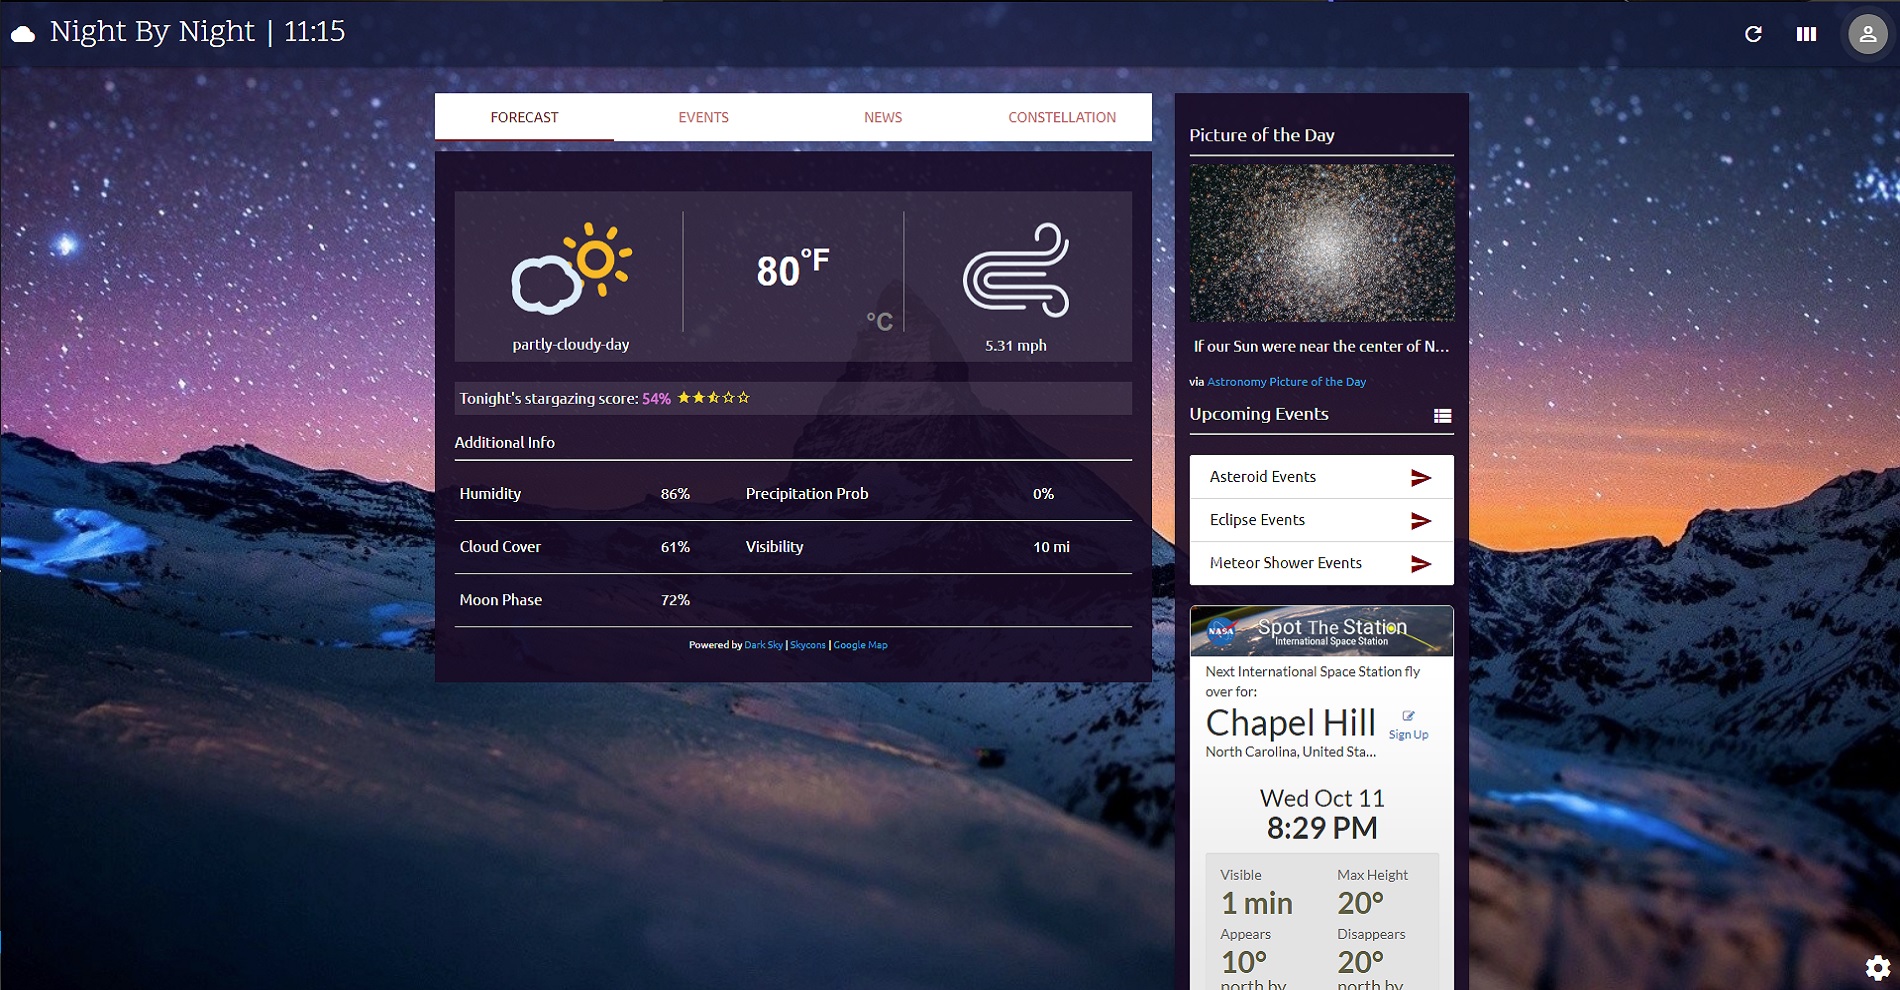 Night By Night | 11:15
FORECAST EVENTS NEWS CONSTELLATION
partly-cloudy-day
80°F
°C
5.31 mph
Tonight's stargazing score: 54%
Additional Info
Humidity 86% Precipitation Prob 0%
Cloud Cover 61% Visibility 10 mi
Moon Phase 72%
Powered by Dark Sky | Skycons | Google Map
Picture of the Day
If our Sun were near the center of N...
via Astronomy Picture of the Day
Upcoming Events
Asteroid Events
Eclipse Events
Meteor Shower Events
NASA
Spot The Station
International Space Station
Next International Space Station fly
over for:
Chapel Hill
Sign Up
North Carolina, United Sta...
Wed Oct 11
8:29 PM
Visible Max Height
1 min 20°
Appears Disappears
10° 20°
north by north by